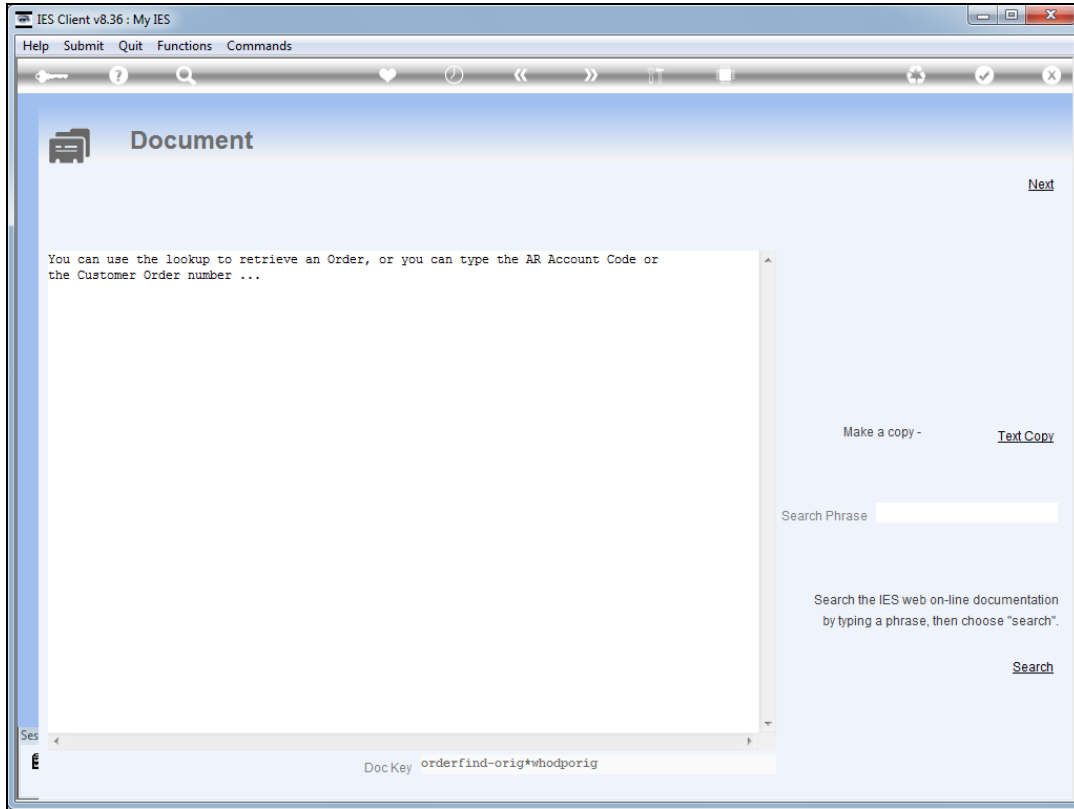 IES Client v8.36 : My IES
Help Submit Quit Functions Commands
Document
Next
You can use the lookup to retrieve an Order, or you can type the AR Account Code or
the Customer Order number ...
Make a copy - Text Copy
Search Phrase
Search the IES web on-line documentation
by typing a phrase, then choose "search".
Search
Ses
Doc Key orderfind-orig*whodporig